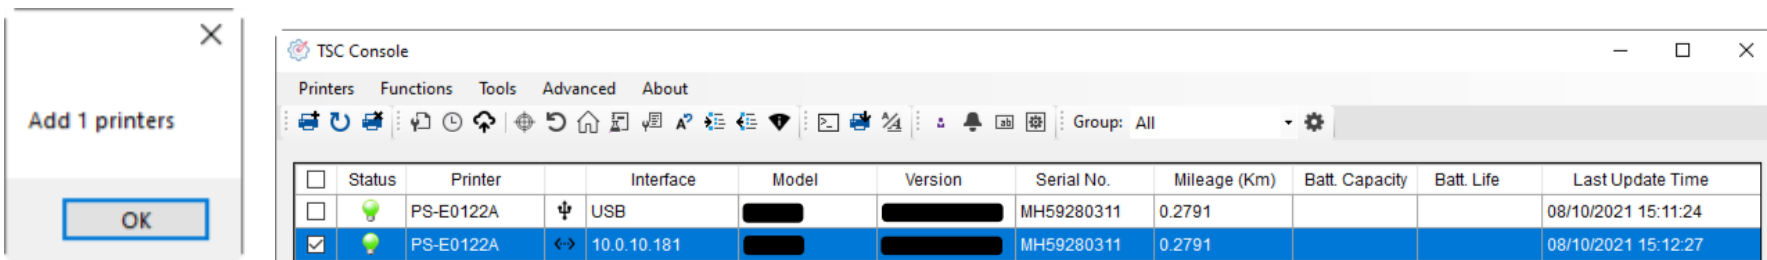 Add 1 printers
OK
TSC Console
Printers Functions Tools Advanced About
Group: All
Status Printer Interface Model Version Serial No. Mileage (Km) Batt. Capacity Batt. Life Last Update Time
PS-E0122A USB MH59280311 0.2791 08/10/2021 15:11:24
PS-E0122A 10.0.10.181 MH59280311 0.2791 08/10/2021 15:12:27